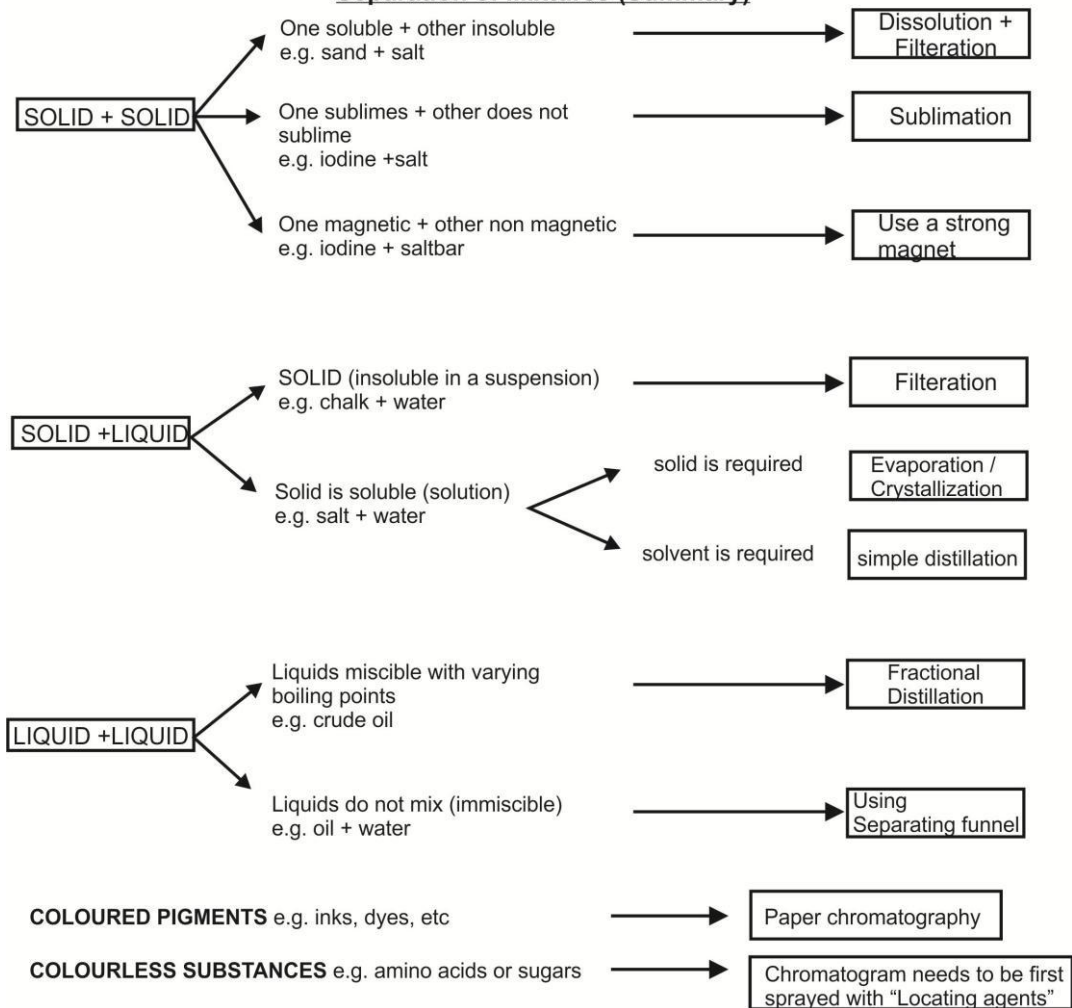 Separation of Mixtures (Summary)
One soluble + other insoluble
e.g. sand + salt
Dissolution +
Filteration
SOLID + SOLID
One sublimes + other does not
sublime
e.g. iodine +salt
Sublimation
One magnetic + other non magnetic
e.g. iodine + saltbar
Use a strong
magnet
SOLID (insoluble in a suspension)
e.g. chalk + water
Filteration
SOLID +LIQUID
Solid is soluble (solution)
e.g. salt + water
solid is required
Evaporation /
Crystallization
solvent is required
simple distillation
Liquids miscible with varying
boiling points
e.g. crude oil
Fractional
Distillation
LIQUID +LIQUID
Liquids do not mix (immiscible)
e.g. oil + water
Using
Separating funnel
COLOURED PIGMENTS e.g. inks, dyes, etc
Paper chromatography
COLOURLESS SUBSTANCES e.g. amino acids or sugars
Chromatogram needs to be first
sprayed with “Locating agents”